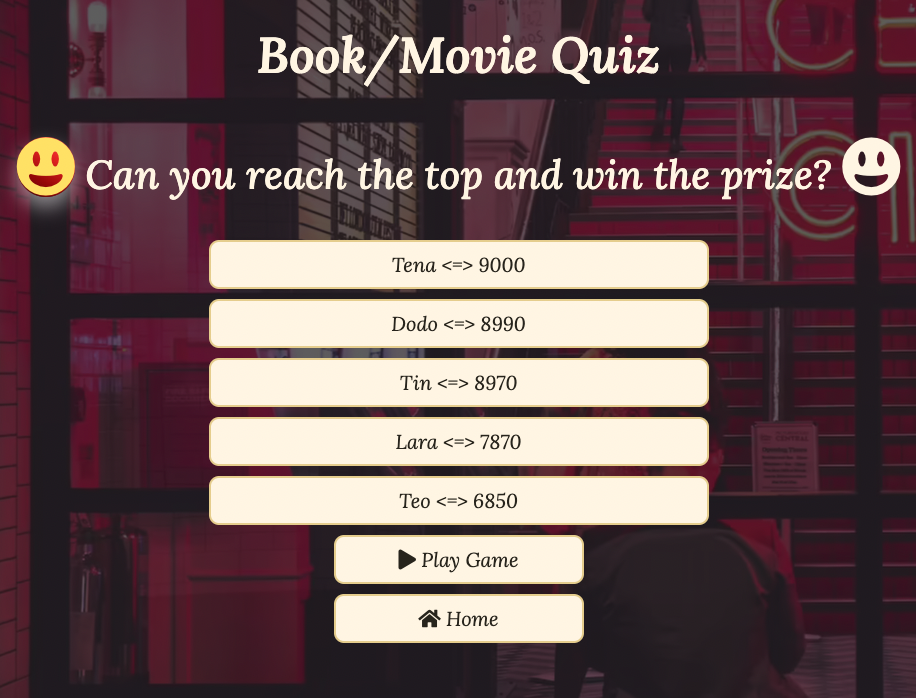 Book/Movie Quiz
Can you reach the top and win the prize?
Tena <=> 9000
Dodo <=> 8990
Tin <=> 8970
Lara <=> 7870
Teo <=> 6850
Play Game
Home